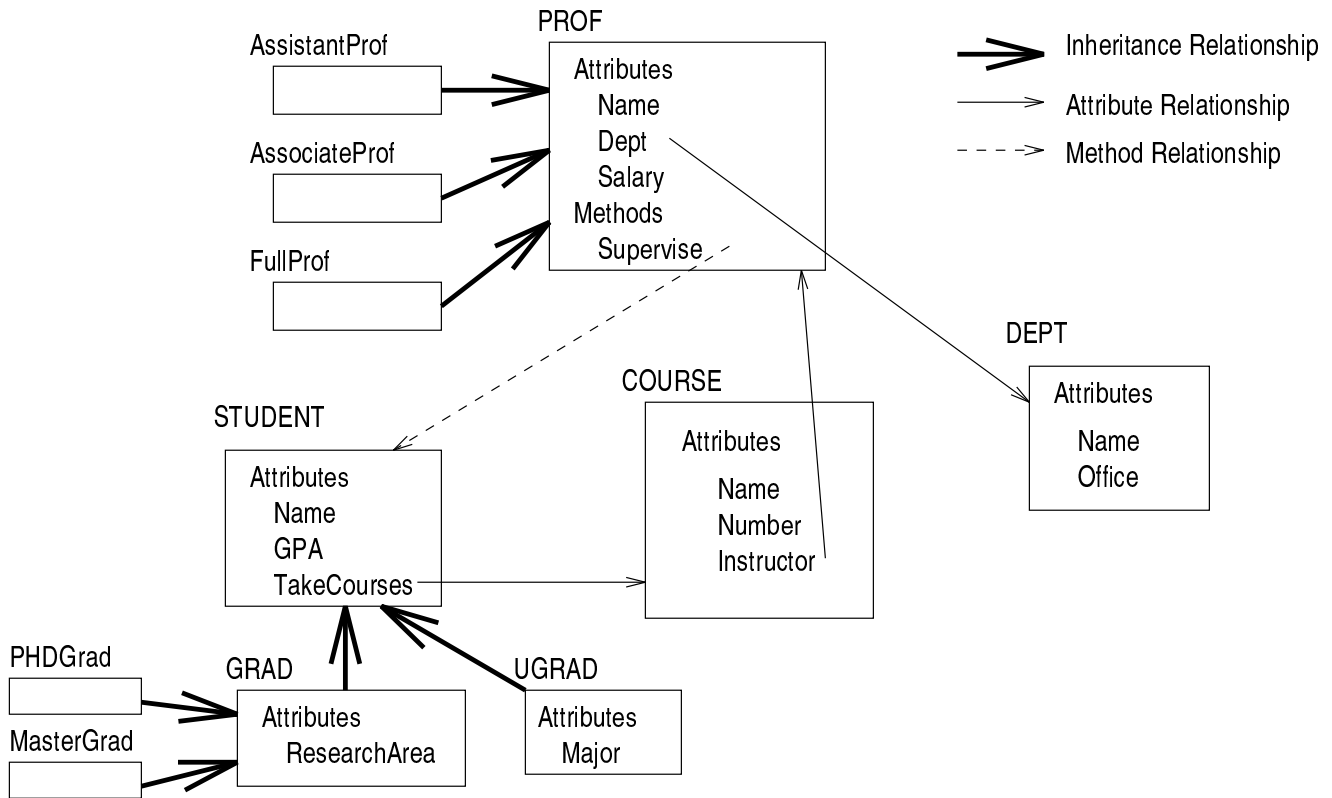 PROF
Attributes
Name
Dept
Salary
Methods
Supervise
AssistantProf
AssociateProf
FullProf
Inheritance Relationship
Attribute Relationship
Method Relationship
DEPT
Attributes
Name
Office
COURSE
Attributes
Name
Number
Instructor
STUDENT
Attributes
Name
GPA
TakeCourses
PHDGrad
MasterGrad
GRAD
Attributes
ResearchArea
UGRAD
Attributes
Major